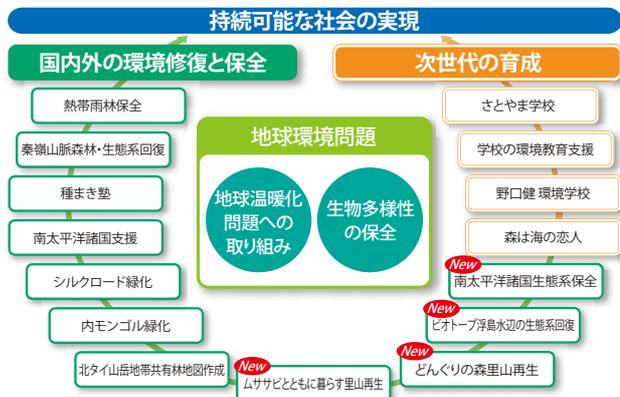 持続可能な社会の実現
国内外の環境修復と保全
次世代の育成
熱帯雨林保全
秦嶺山脈森林・生態系回復
種まき塾
南太平洋諸国支援
シルクロード緑化
内モンゴル緑化
北タイ山岳地帯共有林地図作成
地球環境問題
地球温暖化
問題への
取り組み
生物多様性
の保全
さとやま学校
学校の環境教育支援
野口健 環境学校
森は海の恋人
New
南太平洋諸国生態系保全
New
ビオトープ浮島水辺の生態系回復
New
どんぐりの森里山再生
New
ムササビとともに暮らす里山再生